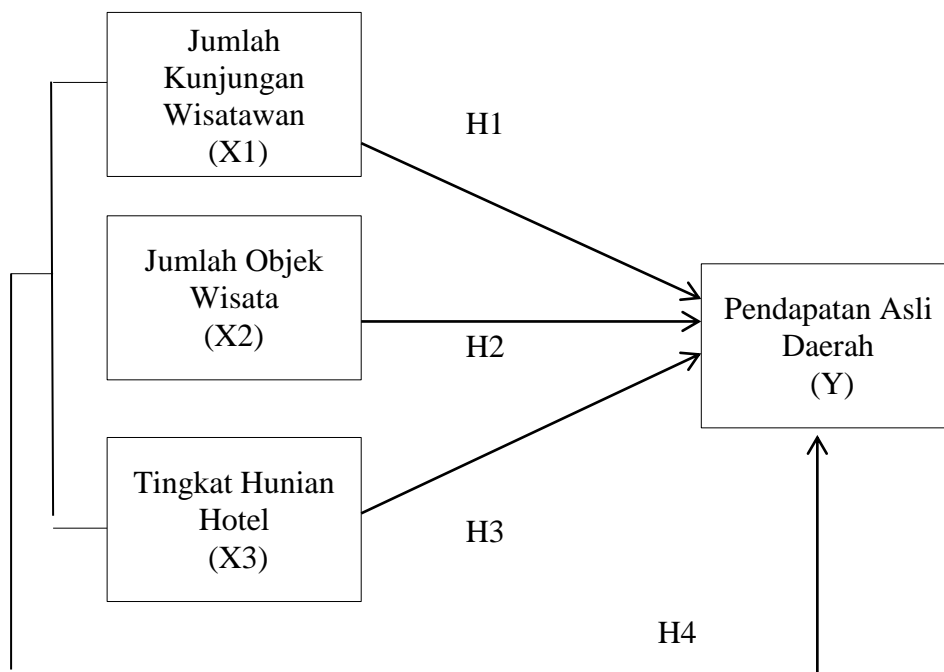 Jumlah
Kunjungan
Wisatawan
(X1)
H1
Jumlah Objek
Wisata
(X2)
H2
Pendapatan Asli
Daerah
(Y)
Tingkat Hunian
Hotel
(X3)
H3
H4